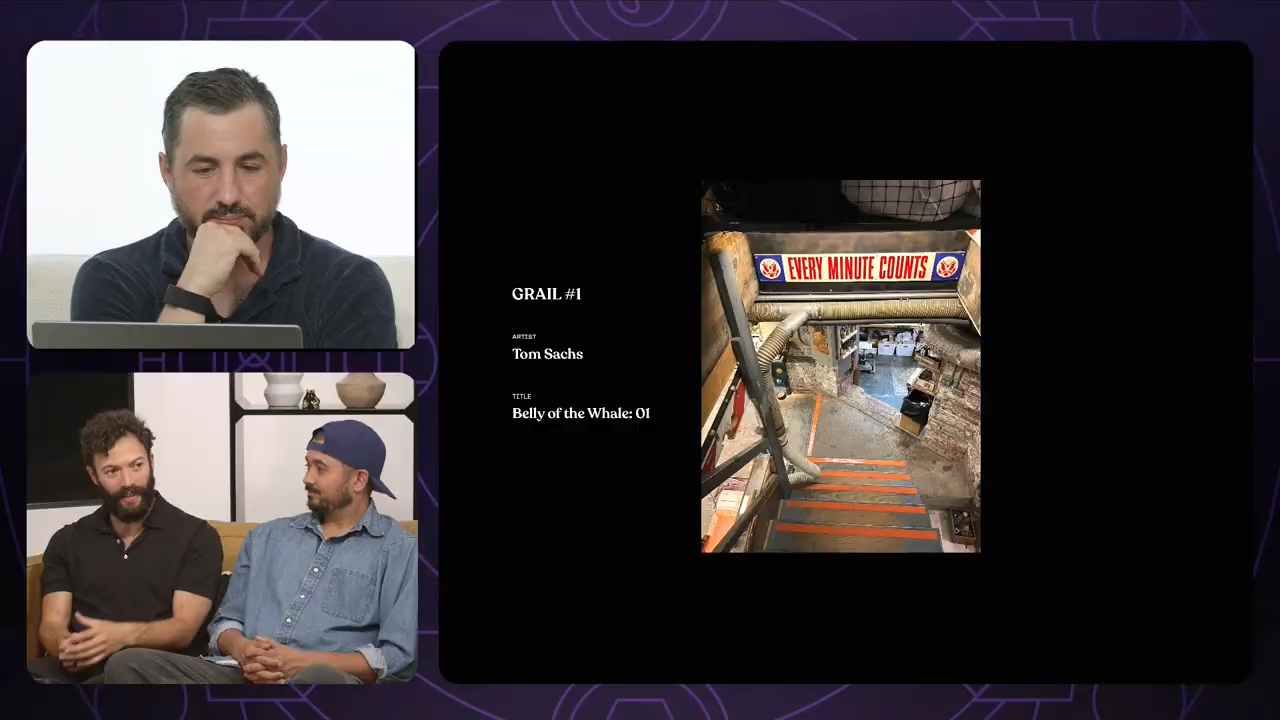 GRAIL #1
ARTIST
Tom Sachs
TITLE
Belly of the Whale: 01
EVERY MINUTE COUNTS